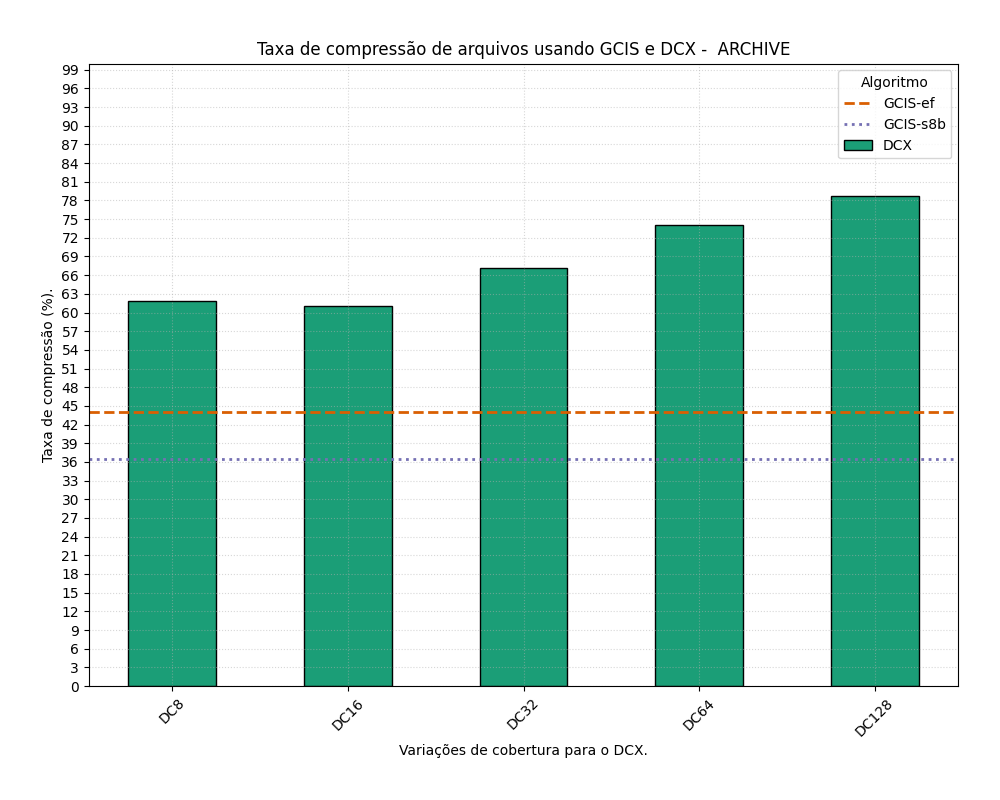 Taxa de compressão de arquivos usando GCIS e DCX -  ARCHIVE
Algoritmo
GCIS-ef
GCIS-s8b
DCX
Taxa de compressão (%).
99
96
93
90
87
84
81
78
75
72
69
66
63
60
57
54
51
48
45
42
39
36
33
30
27
24
21
18
15
12
9
6
3
0
DC8
DC16
DC32
DC64
DC128
Variações de cobertura para o DCX.